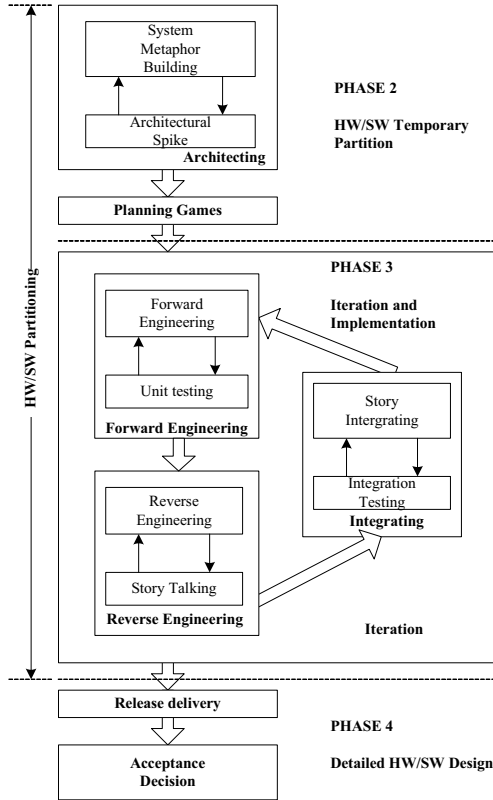 System
Metaphor
Building
Architectural
Spike
Architecting
PHASE 2
HW/SW Temporary
Partition
Planning Games
HW/SW Partitioning
PHASE 3
Iteration and
Implementation
Forward
Engineering
Unit testing
Forward Engineering
Story
Intergrating
Integration
Testing
Integrating
Reverse
Engineering
Story Talking
Reverse Engineering
Iteration
Release delivery
PHASE 4
Detailed HW/SW Design
Acceptance
Decision